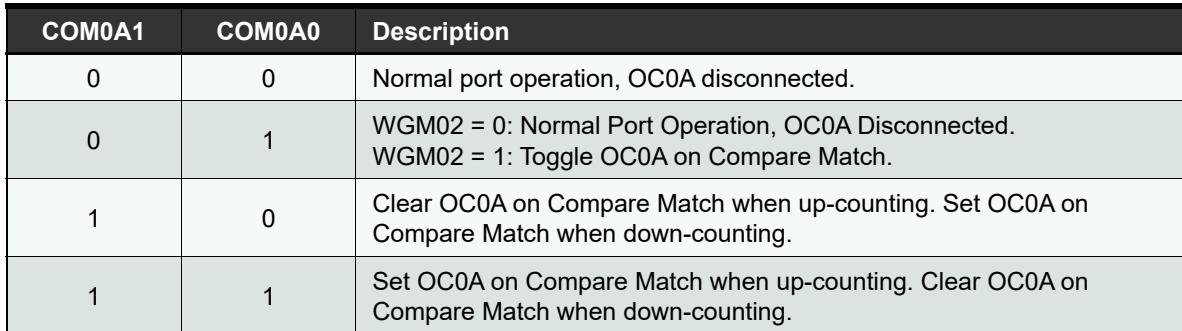 COM0A1 COM0A0 Description
0 0 Normal port operation, OC0A disconnected.
0 1 WGM02 = 0: Normal Port Operation, OC0A Disconnected.
WGM02 = 1: Toggle OC0A on Compare Match.
1 0 Clear OC0A on Compare Match when up-counting. Set OC0A on
Compare Match when down-counting.
1 1 Set OC0A on Compare Match when up-counting. Clear OC0A on
Compare Match when down-counting.